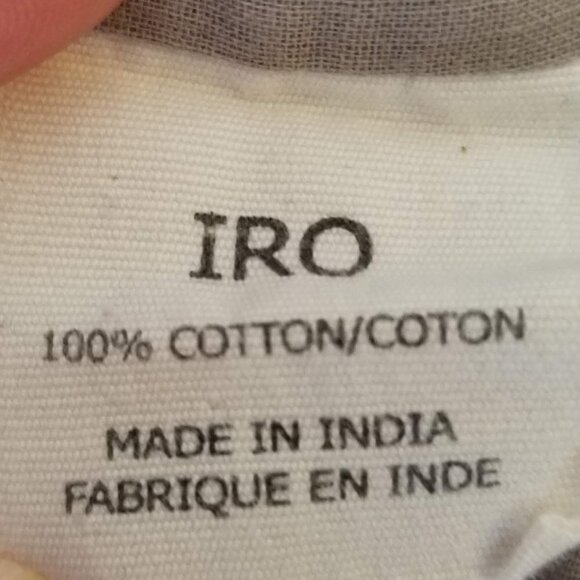 IRO
100% COTTON/COTON
MADE IN INDIA
FABRIQUE EN INDE